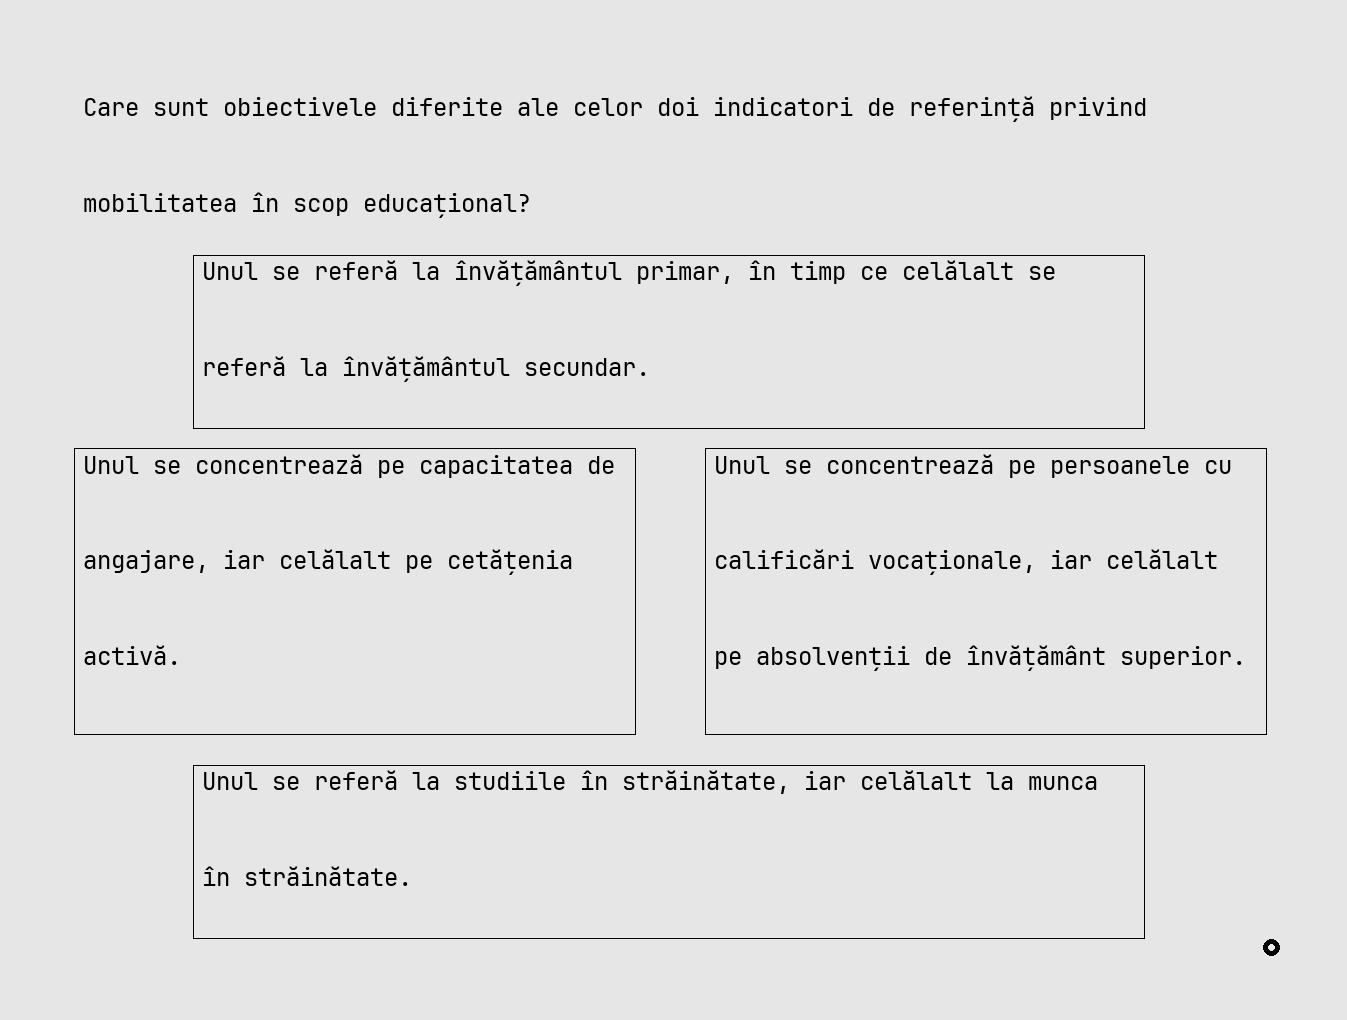 Care sunt obiectivele diferite ale celor doi indicatori de referință privind
mobilitatea în scop educațional?
Unul se referă la învățământul primar, în timp ce celălalt se
referă la învățământul secundar.
Unul se concentrează pe capacitatea de
angajare, iar celălalt pe cetățenia
activă.
Unul se concentrează pe persoanele cu
calificări vocaționale, iar celălalt
pe absolvenții de învățământ superior.
Unul se referă la studiile în străinătate, iar celălalt la munca
în străinătate.